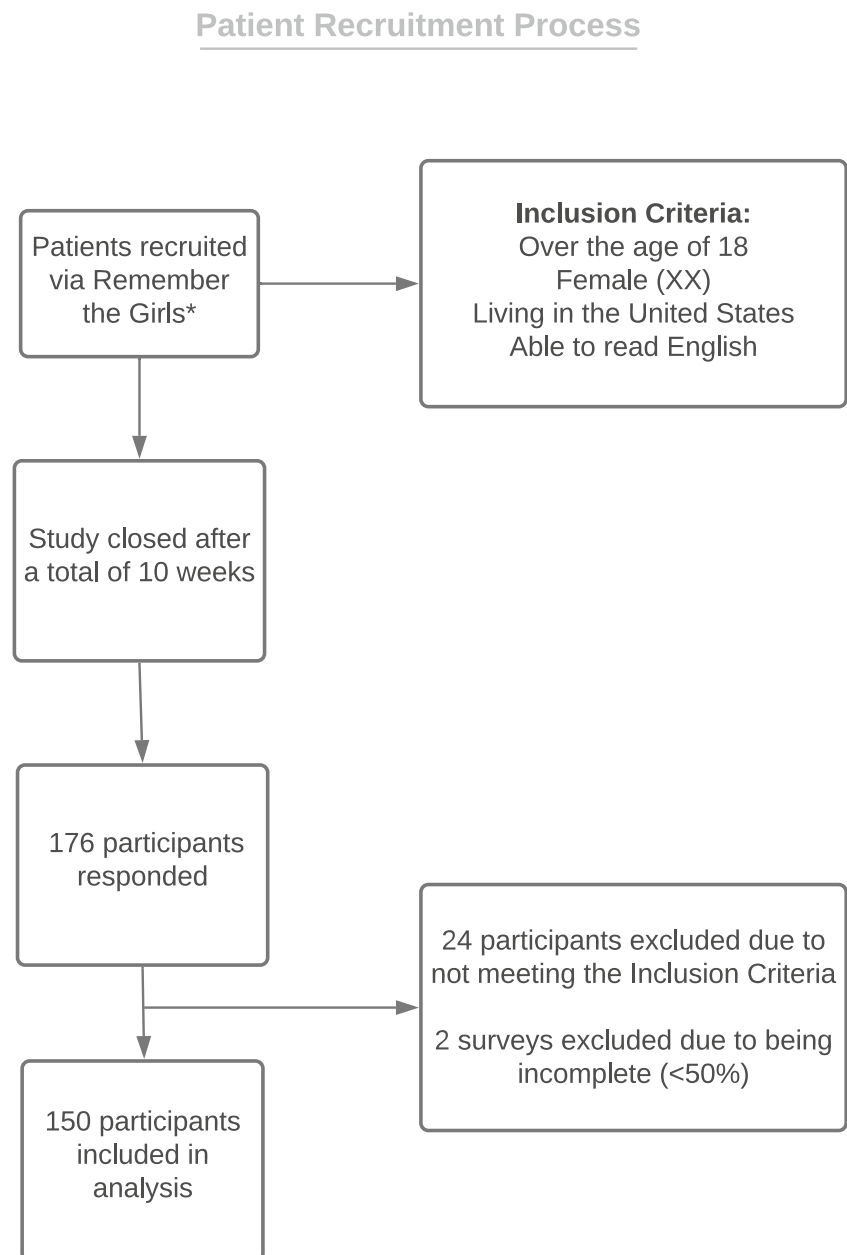 Patient Recruitment Process
Patients recruited
via Remember
the Girls*
Inclusion Criteria:
Over the age of 18
Female (XX)
Living in the United States
Able to read English
Study closed after
a total of 10 weeks
176 participants
responded
24 participants excluded due to
not meeting the Inclusion Criteria
2 surveys excluded due to being
incomplete (<50%)
150 participants
included in
analysis